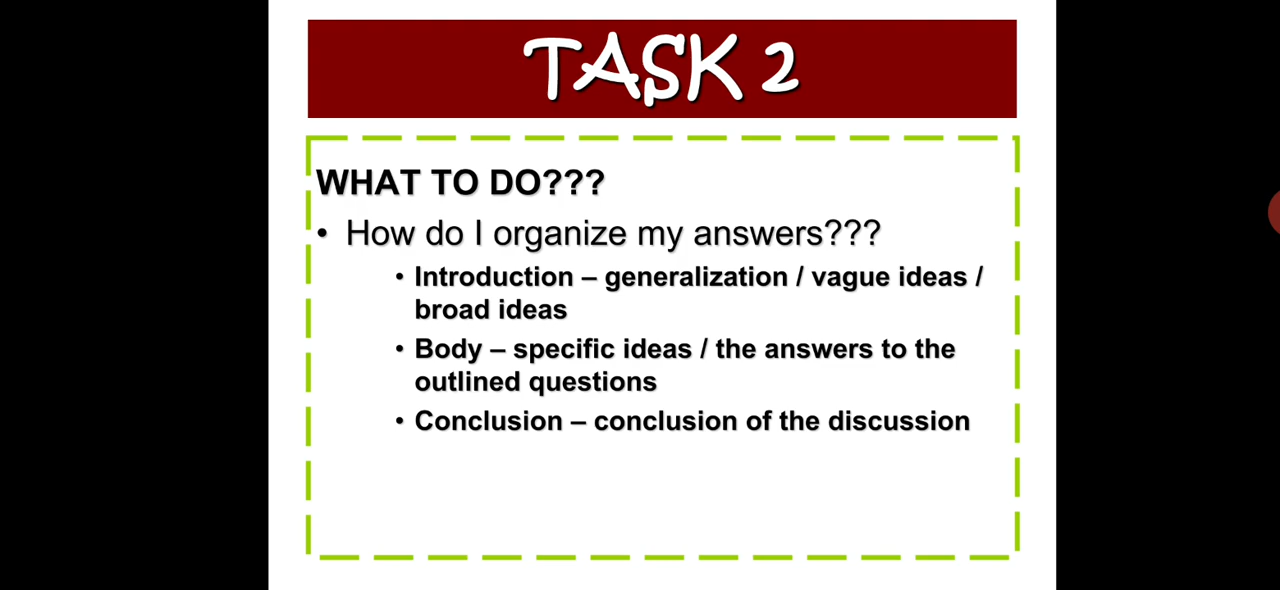 TASK 2
WHAT TO DO???
• How do I organize my answers???
• Introduction – generalization / vague ideas /
broad ideas
• Body – specific ideas / the answers to the
outlined questions
• Conclusion – conclusion of the discussion